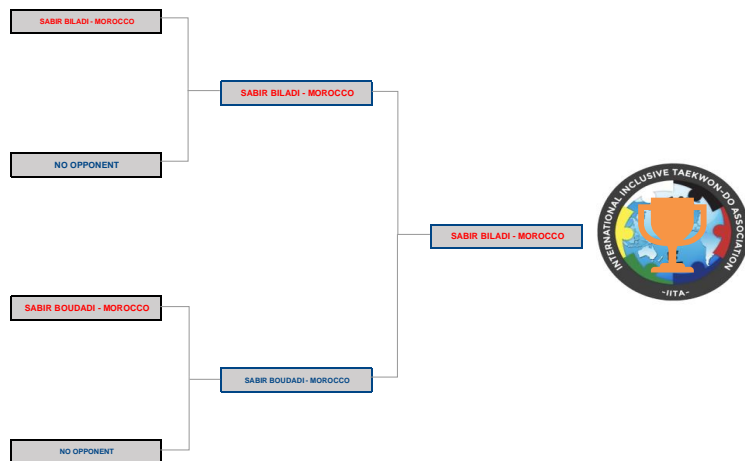 SABIR BILADI - MOROCCO
SABIR BILADI - MOROCCO
NO OPPONENT
SABIR BILADI - MOROCCO
INTERNATIONAL INCLUSIVE TAEKWON-DO ASSOCIATION
-IITA-
SABIR BOUDADI - MOROCCO
SABIR BOUDADI - MOROCCO
NO OPPONENT